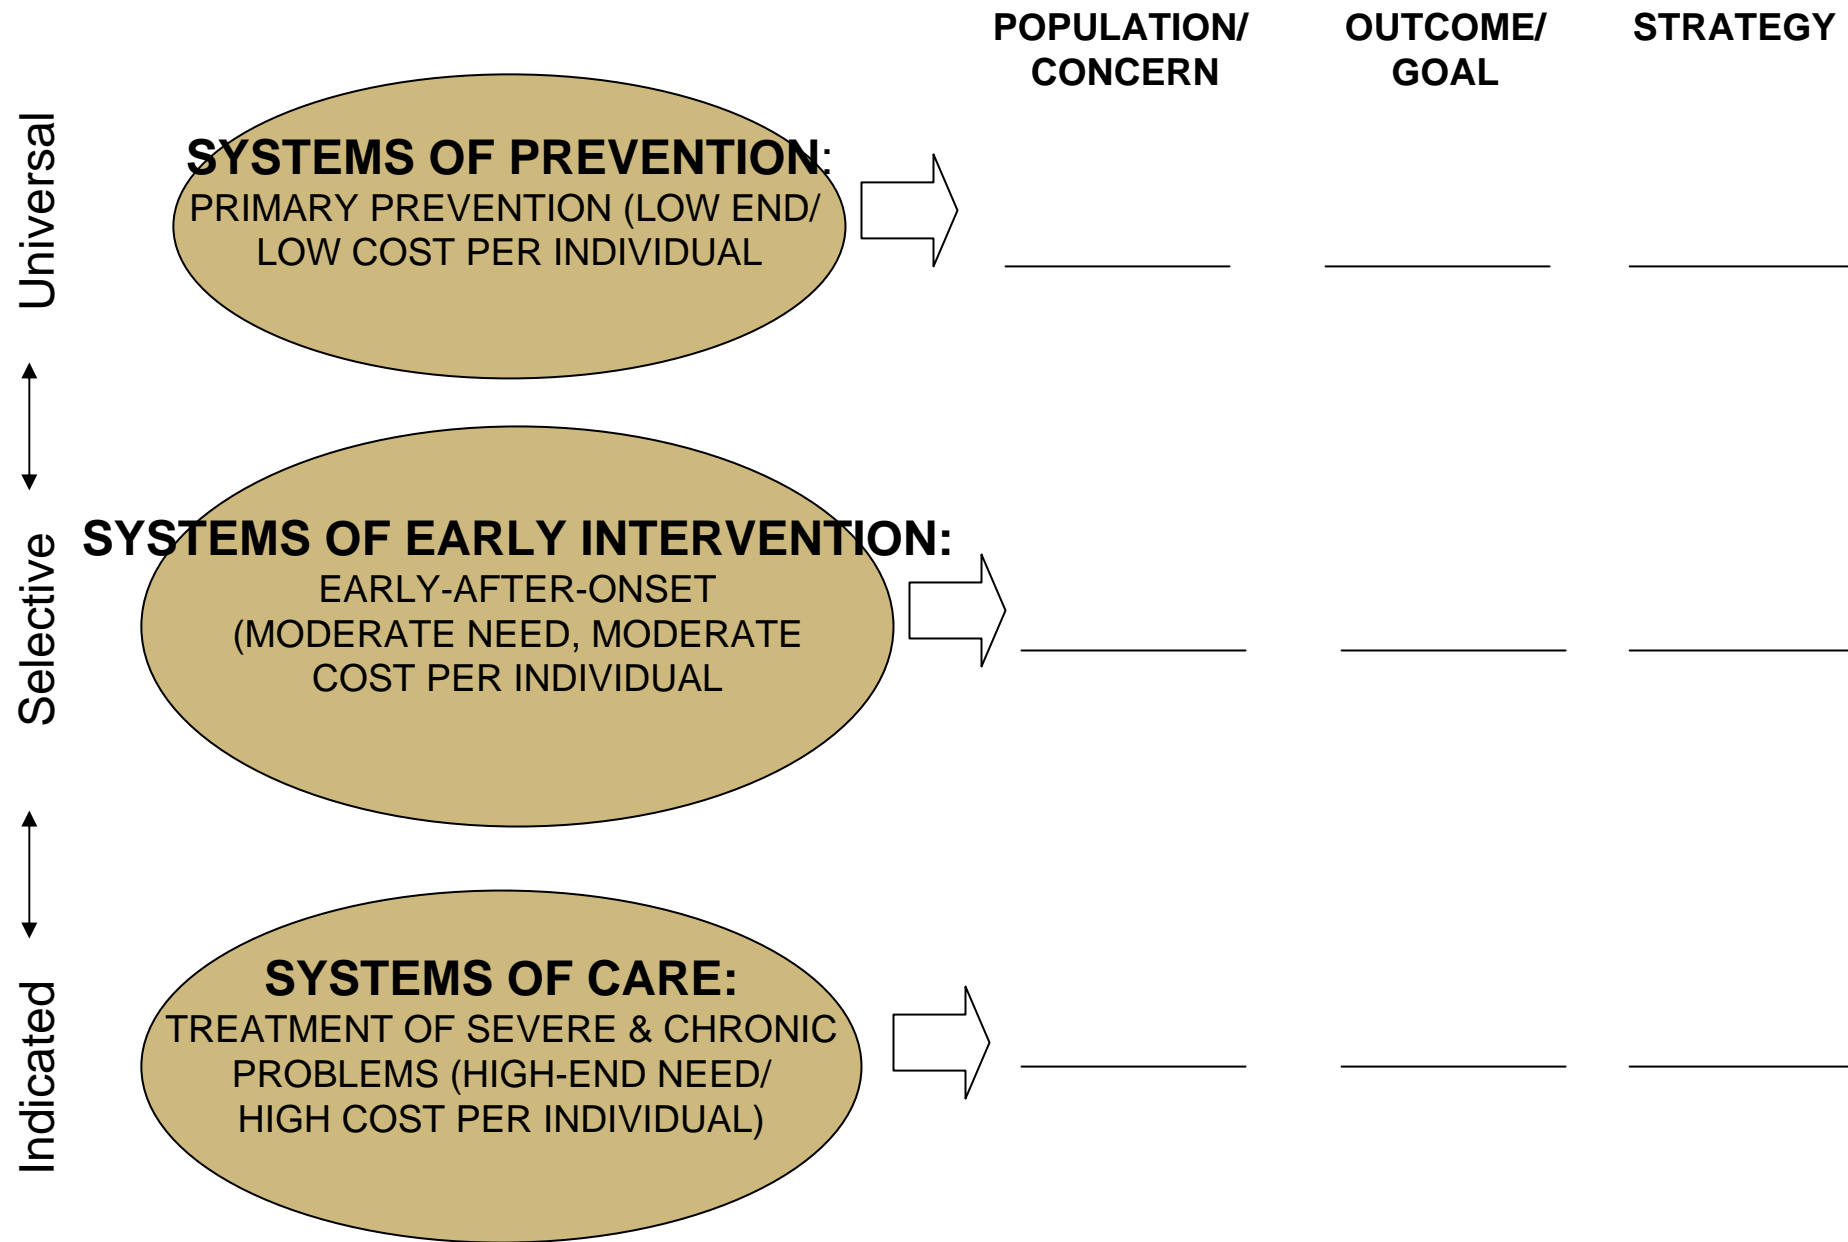 POPULATION/
CONCERN
OUTCOME/
GOAL
STRATEGY
Universal
SYSTEMS OF PREVENTION:
PRIMARY PREVENTION (LOW END/
LOW COST PER INDIVIDUAL
Selective
SYSTEMS OF EARLY INTERVENTION:
EARLY-AFTER-ONSET
(MODERATE NEED, MODERATE
COST PER INDIVIDUAL
Indicated
SYSTEMS OF CARE:
TREATMENT OF SEVERE & CHRONIC
PROBLEMS (HIGH-END NEED/
HIGH COST PER INDIVIDUAL)